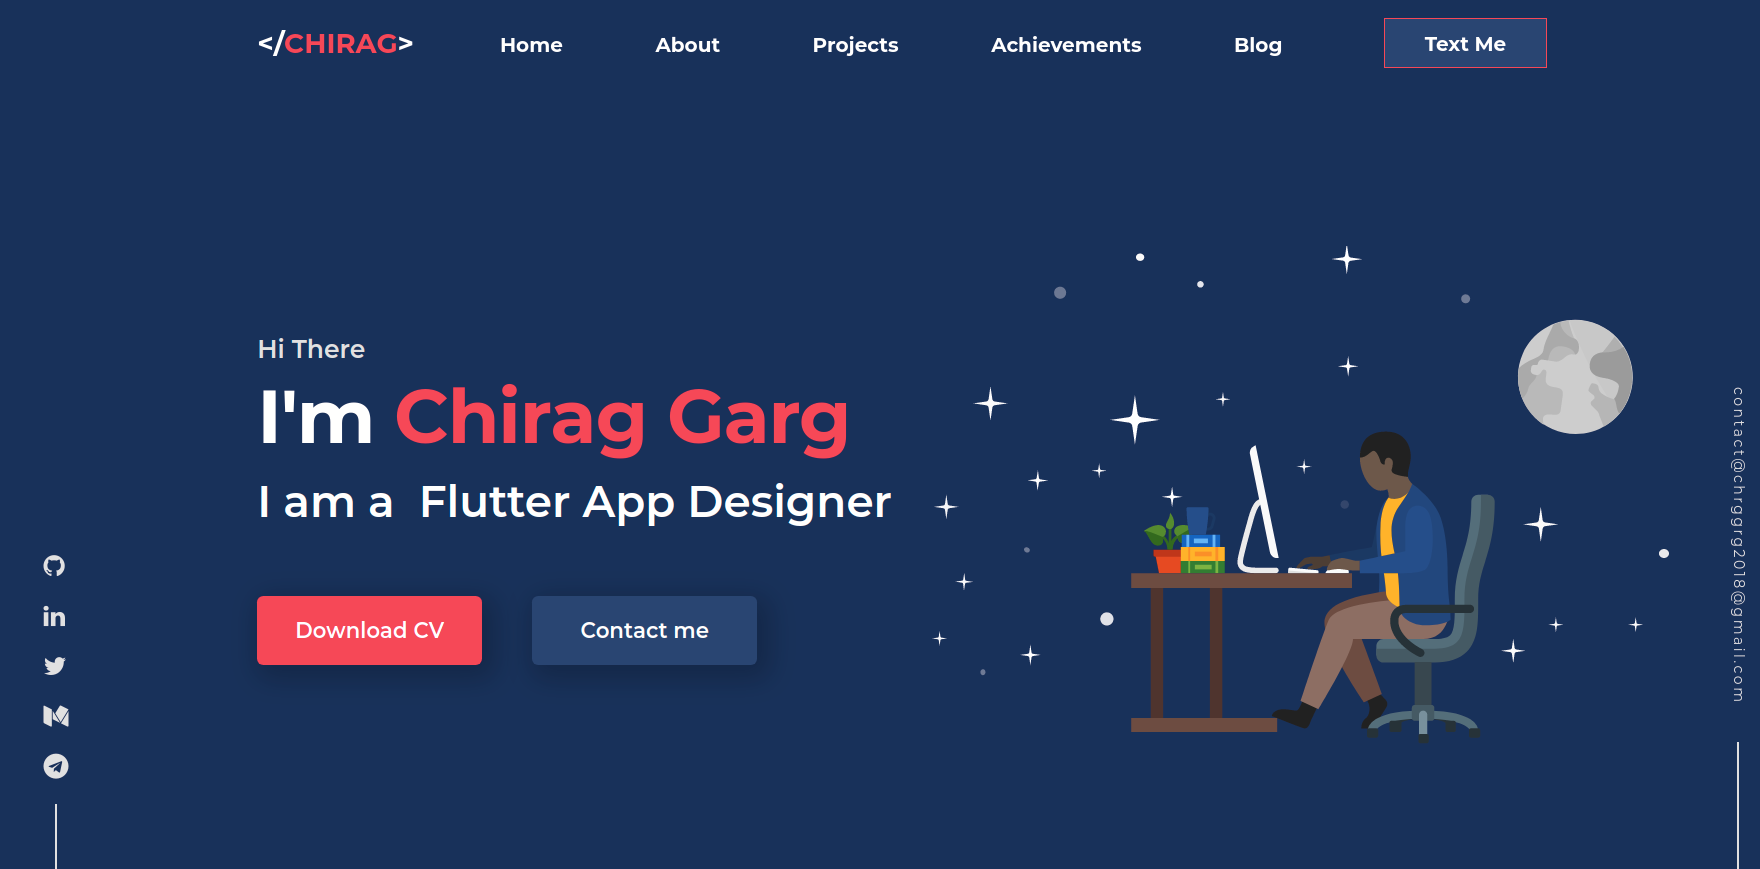 </CHIRAG>
Home
About
Projects
Achievements
Blog
Text Me
Hi There
I'm Chirag Garg
I am a Flutter App Designer
Download CV
Contact me
contact@chrggrg2018@gmail.com